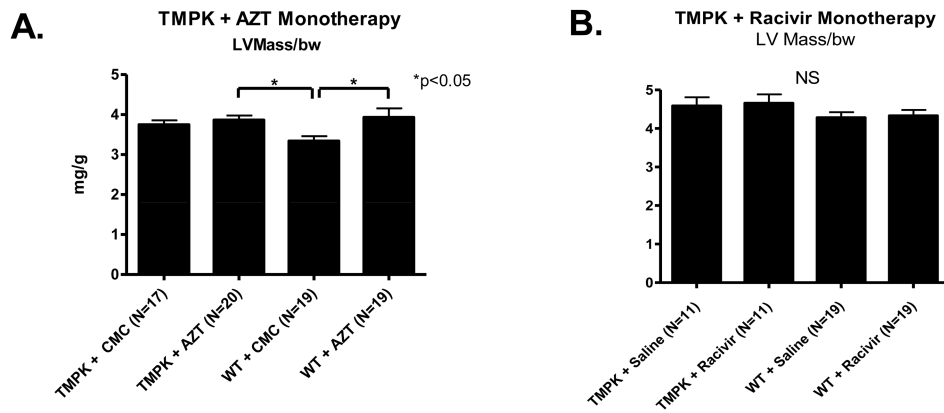 A.
TMPK + AZT Monotherapy
LVMass/bw
*
*
*p<0.05
mg/g
5
4
3
2
1
0
TMPK + CMC (N=17)
TMPK + AZT (N=20)
WT + CMC (N=19)
WT + AZT (N=19)
B.
TMPK + Racivir Monotherapy
LV Mass/bw
NS
5
4
3
2
1
0
TMPK + Saline (N=11)
TMPK + Racivir (N=11)
WT + Saline (N=19)
WT + Racivir (N=19)